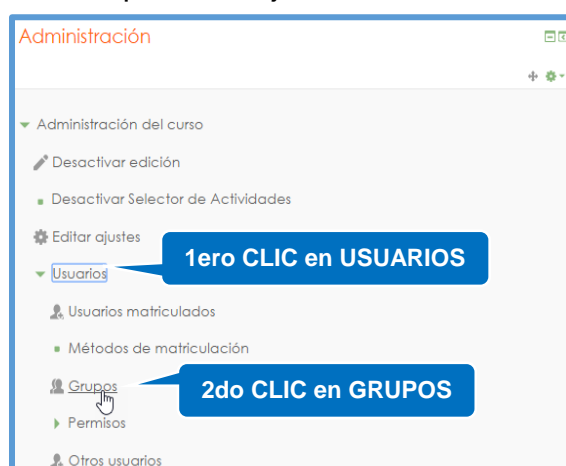 Administración
Administración del curso
Desactivar edición
Desactivar Selector de Actividades
Editar ajustes
1ero CLIC en USUARIOS
Usuarios
Usuarios matriculados
Métodos de matriculación
Grupos
2do CLIC en GRUPOS
Permisos
Otros usuarios